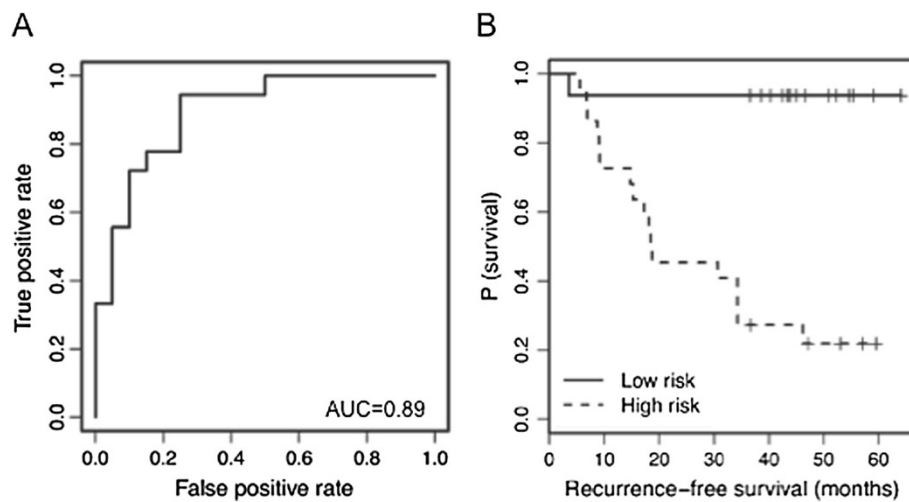 A
True positive rate
0.0 0.2 0.4 0.6 0.8 1.0
AUC=0.89
0.0 0.2 0.4 0.6 0.8 1.0
False positive rate
B
P (survival)
0.0 0.2 0.4 0.6 0.8 1.0
Low risk
High risk
0 10 20 30 40 50 60
Recurrence-free survival (months)